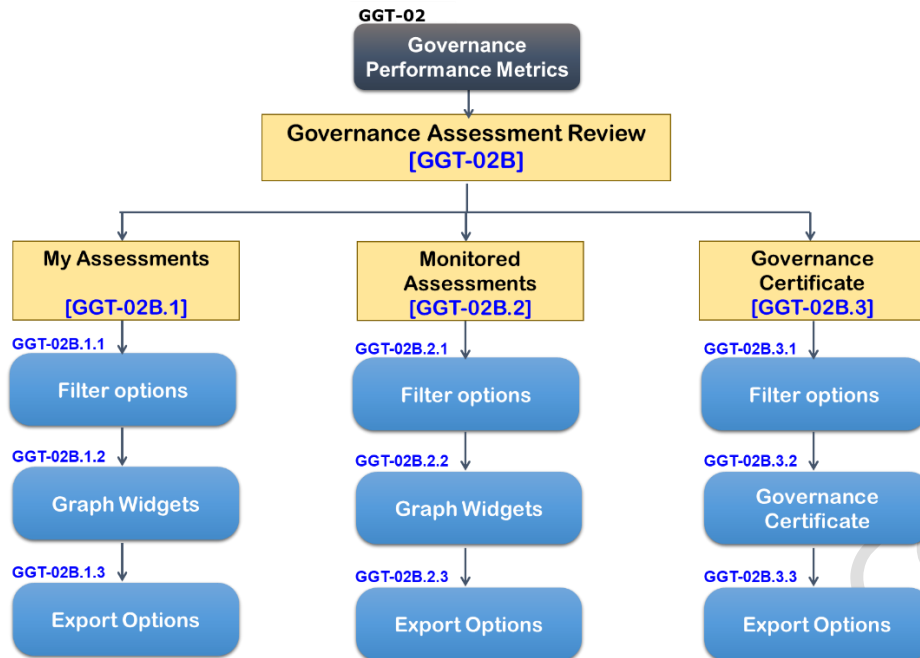 GGT-02
Governance
Performance Metrics
Governance Assessment Review
[GGT-02B]
My Assessments
[GGT-02B.1]
Monitored
Assessments
[GGT-02B.2]
Governance
Certificate
[GGT-02B.3]
GGT-02B.1.1
Filter options
GGT-02B.2.1
Filter options
GGT-02B.3.1
Filter options
GGT-02B.1.2
Graph Widgets
GGT-02B.2.2
Graph Widgets
GGT-02B.3.2
Governance
Certificate
GGT-02B.1.3
Export Options
GGT-02B.2.3
Export Options
GGT-02B.3.3
Export Options